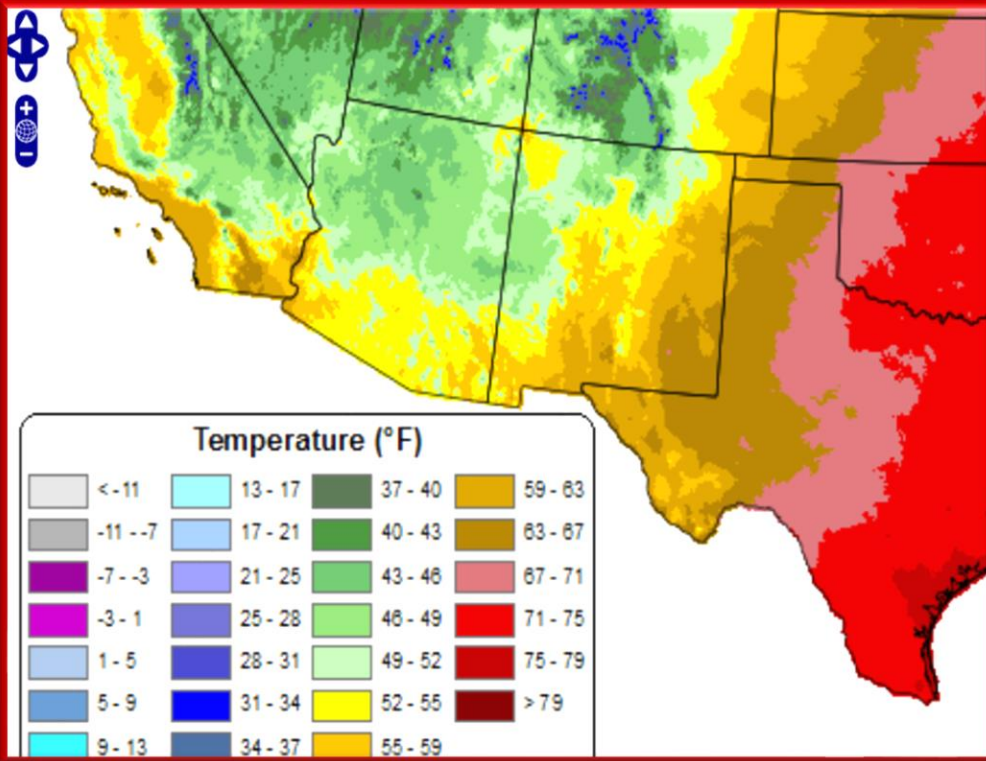 +
−
Temperature (°F)
< -11
13 - 17
37 - 40
59 - 63
-11 - -7
17 - 21
40 - 43
63 - 67
-7 - -3
21 - 25
43 - 46
67 - 71
-3 - 1
25 - 28
46 - 49
71 - 75
1 - 5
28 - 31
49 - 52
75 - 79
5 - 9
31 - 34
52 - 55
> 79
9 - 13
34 - 37
55 - 59